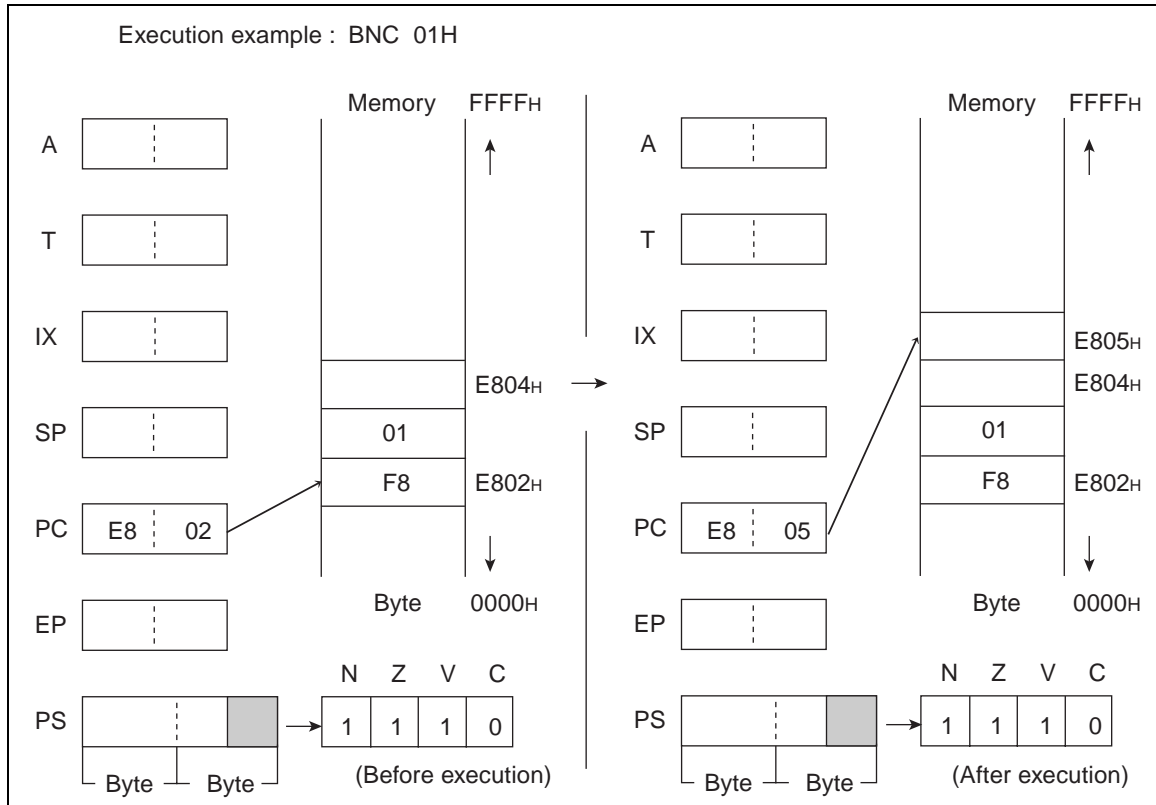 Execution example : BNC 01H
Memory FFFFH
A
T
IX
E804H
SP
01
F8 E802H
PC E8 02
Byte 0000H
EP
N Z V C
PS 1 1 1 0
Byte Byte (Before execution)
Memory FFFFH
A
T
IX
E805H
E804H
SP
01
F8 E802H
PC E8 05
Byte 0000H
EP
N Z V C
PS 1 1 1 0
Byte Byte (After execution)